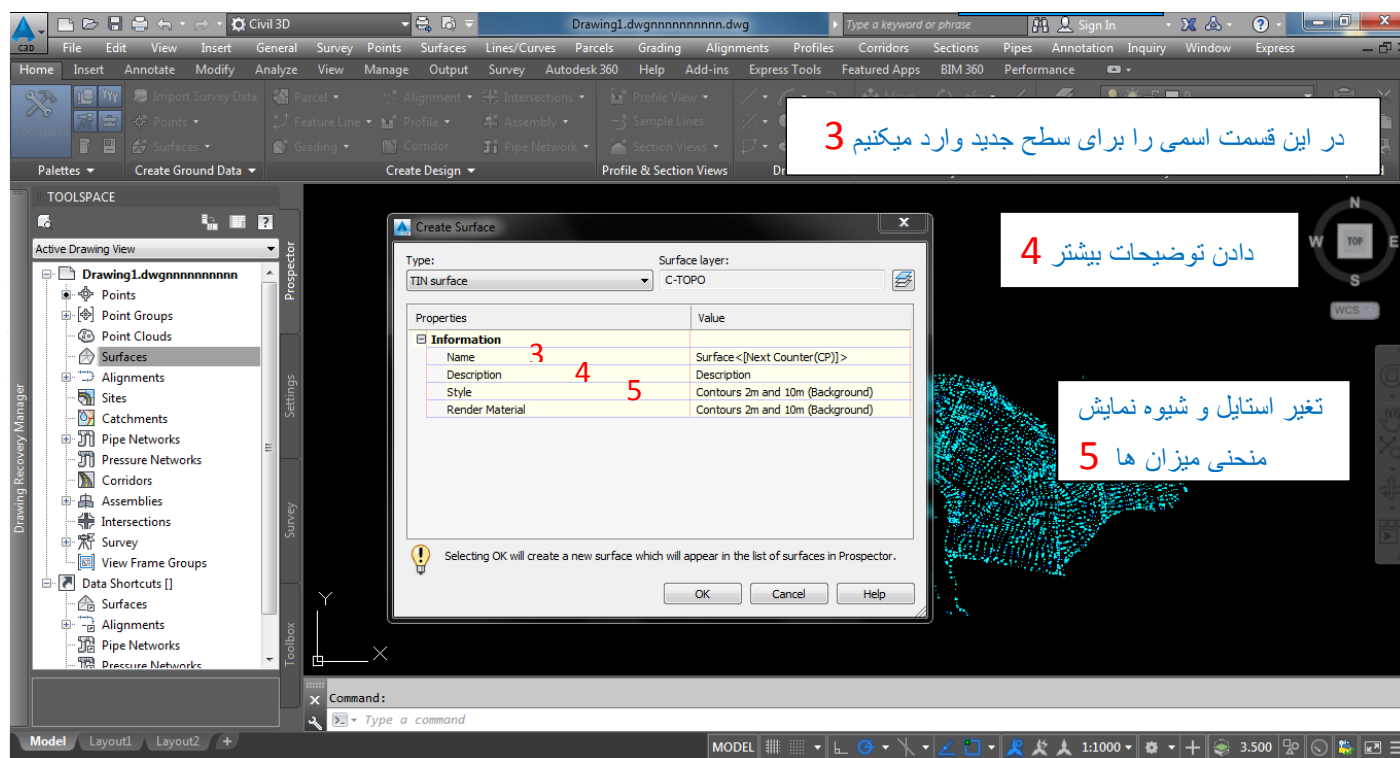 Civil 3D
Drawing1.dwgnnnnnnnnnn.dwg
Type a keyword or phrase
Sign In
C3D
File Edit View Insert General Survey Points Surfaces Lines/Curves Parcels Grading Alignments Profiles Corridors Sections Pipes Annotation Inquiry Window Express
Home Insert Annotate Modify Analyze View Manage Output Survey Autodesk 360 Help Add-ins Express Tools Featured Apps BIM 360 Performance
Toolspace
Import Survey Data
Points
Surfaces
Parcel
Feature Line
Grading
Alignment
Profile
Corridor
Intersections
Assembly
Pipe Network
Profile View
Sample Lines
Section Views
Move
Palettes
Create Ground Data
Create Design
Profile & Section Views
در این قسمت اسمی را برای سطح جدید وارد میکنیم 3
TOOLSPACE
Active Drawing View
Drawing1.dwgnnnnnnnnnn
Points
Point Groups
Point Clouds
Surfaces
Alignments
Sites
Catchments
Pipe Networks
Pressure Networks
Corridors
Assemblies
Intersections
Survey
View Frame Groups
Data Shortcuts []
Surfaces
Alignments
Pipe Networks
Pressure Networks
Prospector
Settings
Survey
Toolbox
Drawing Recovery Manager
Create Surface
Type:
Surface layer:
TIN surface
C-TOPO
Properties Value
Information
Name 3 Surface<[Next Counter(CP)]>
Description 4 Description
Style 5 Contours 2m and 10m (Background)
Render Material Contours 2m and 10m (Background)
Selecting OK will create a new surface which will appear in the list of surfaces in Prospector.
OK Cancel Help
دادن توضیحات بیشتر 4
تغیر استایل و شیوه نمایش
منحنی میزان ها 5
N
W TOP E
S
WCS
Y
X
Command:
Type a command
Model Layout1 Layout2 +
MODEL
1:1000
3.500